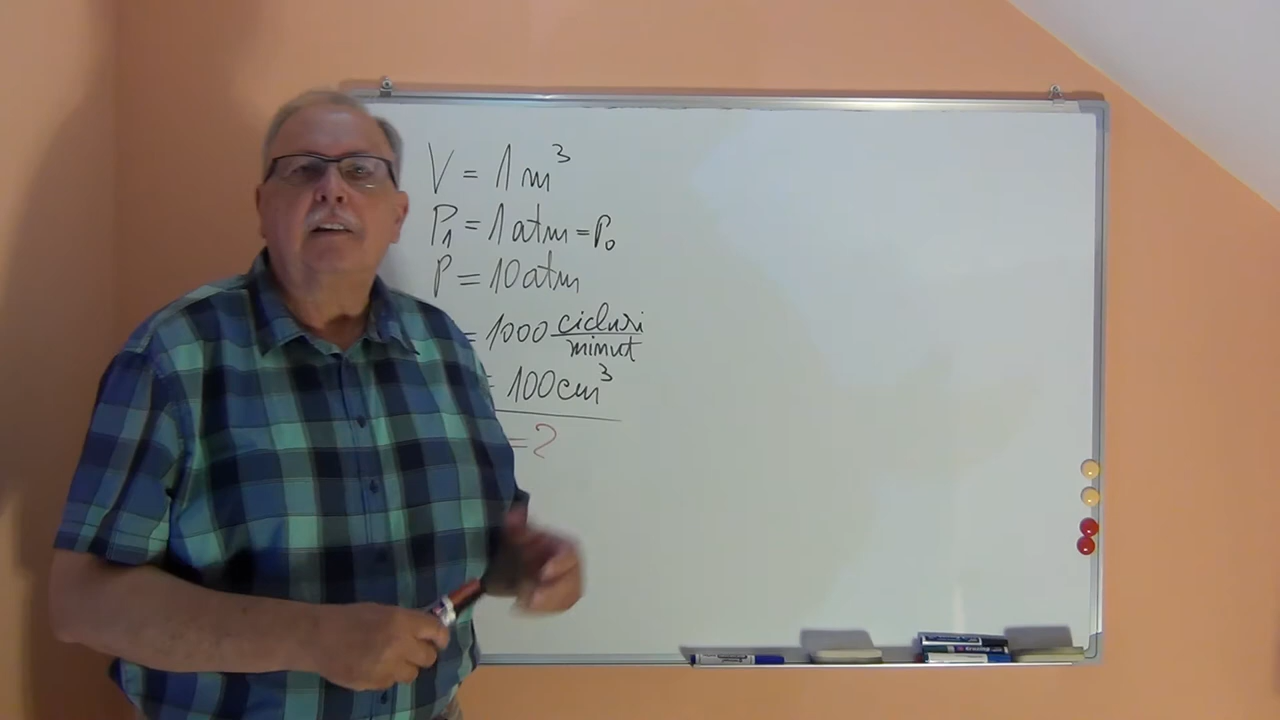 V = 1 m³
P₁ = 1 atm = P₀
P = 10 atm
= 1000 cicluri/minut
= 100 cm³
= ?